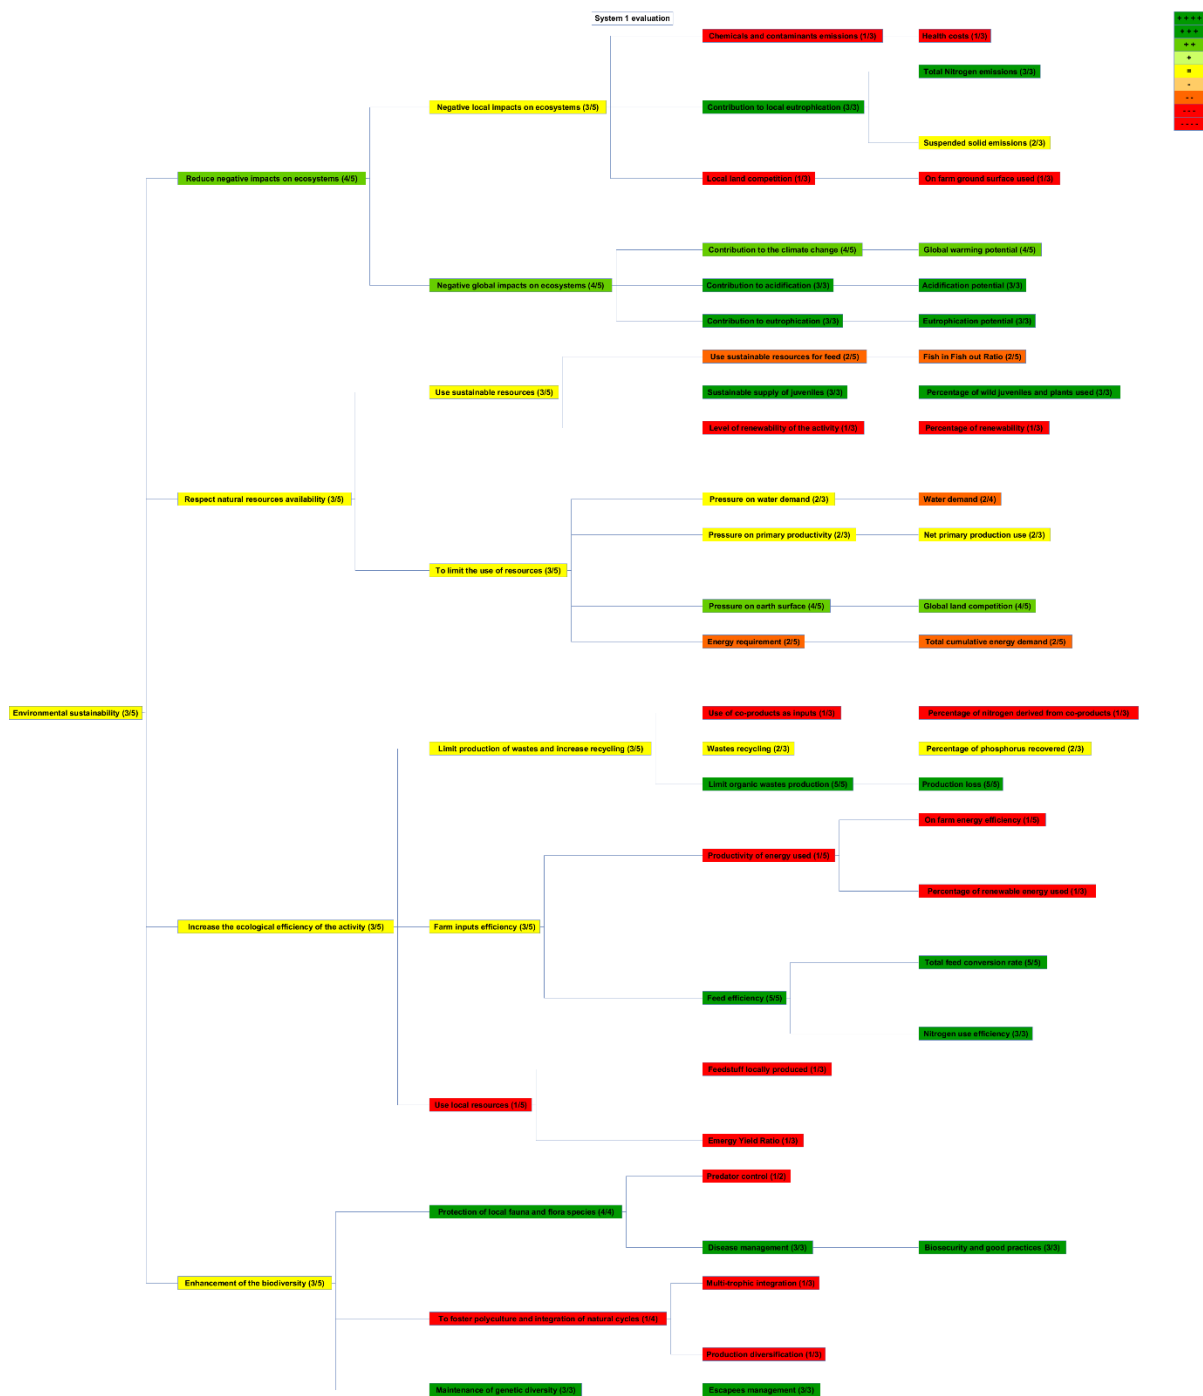 System 1 evaluation
++++
+++
++
+
=
-
--
---
----
Chemicals and contaminants emissions (1/3)
Health costs (1/3)
Total Nitrogen emissions (3/3)
Negative local impacts on ecosystems (3/5)
Contribution to local eutrophication (3/3)
Suspended solid emissions (2/3)
Reduce negative impacts on ecosystems (4/5)
Local land competition (1/3)
On farm ground surface used (1/3)
Contribution to the climate change (4/5)
Global warming potential (4/5)
Negative global impacts on ecosystems (4/5)
Contribution to acidification (3/3)
Acidification potential (3/3)
Contribution to eutrophication (3/3)
Eutrophication potential (3/3)
Use sustainable resources for feed (2/5)
Fish in Fish out Ratio (2/5)
Use sustainable resources (3/5)
Sustainable supply of juveniles (3/3)
Percentage of wild juveniles and plants used (3/3)
Level of renewability of the activity (1/3)
Percentage of renewability (1/3)
Respect natural resources availability (3/5)
Pressure on water demand (2/3)
Water demand (2/4)
Pressure on primary productivity (2/3)
Net primary production use (2/3)
To limit the use of resources (3/5)
Pressure on earth surface (4/5)
Global land competition (4/5)
Energy requirement (2/5)
Total cumulative energy demand (2/5)
Environmental sustainability (3/5)
Use of co-products as inputs (1/3)
Percentage of nitrogen derived from co-products (1/3)
Limit production of wastes and increase recycling (3/5)
Wastes recycling (2/3)
Percentage of phosphorus recovered (2/3)
Limit organic wastes production (5/5)
Production loss (5/5)
On farm energy efficiency (1/5)
Productivity of energy used (1/5)
Percentage of renewable energy used (1/3)
Increase the ecological efficiency of the activity (3/5)
Farm inputs efficiency (3/5)
Total feed conversion rate (5/5)
Feed efficiency (5/5)
Nitrogen use efficiency (3/3)
Feedstuff locally produced (1/3)
Use local resources (1/5)
Emergy Yield Ratio (1/3)
Predator control (1/2)
Protection of local fauna and flora species (4/4)
Disease management (3/3)
Biosecurity and good practices (3/3)
Enhancement of the biodiversity (3/5)
Multi-trophic integration (1/3)
To foster polyculture and integration of natural cycles (1/4)
Production diversification (1/3)
Maintenance of genetic diversity (3/3)
Escapees management (3/3)